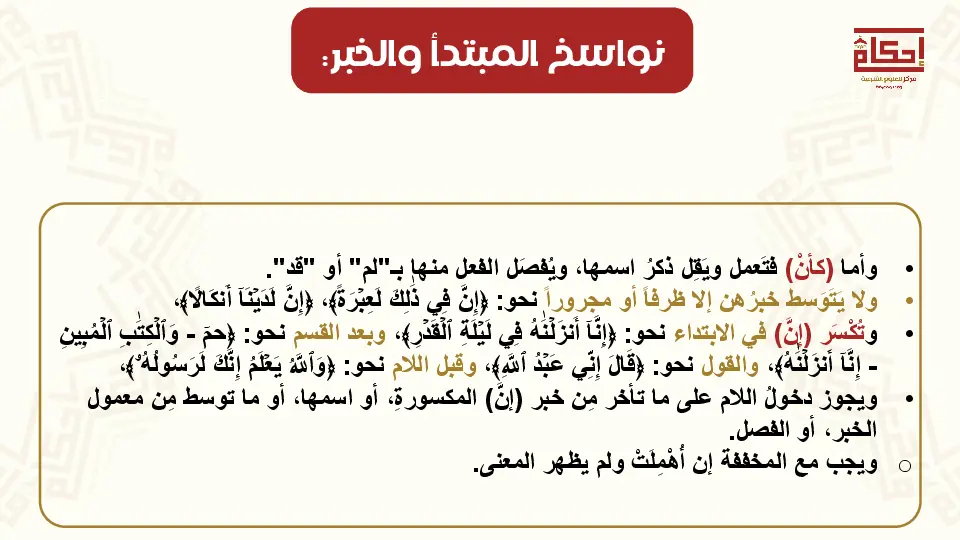 نواسخ المبتدأ والخبر:
إحكام
مركز للعلوم الشرعية
• وأما (كأنْ) فتَعمل ويَقِل ذكرُ اسمها، ويُفصَل الفعل منها بـ"لم" أو "قد".
• ولا يَتَوَسط خبرُهن إلا ظرفاً أو مجروراً نحو: ﴿إِنَّ فِي ذَٰلِكَ لَعِبْرَةً﴾، ﴿إِنَّ لَدَيْنَآ أَنكَالًا﴾،
• وتُكْسَر (إنَّ) في الابتداء نحو: ﴿إِنَّآ أَنزَلْنَٰهُ فِي لَيْلَةِ ٱلْقَدْرِ﴾، وبعد القسم نحو: ﴿حمٓ - وَٱلْكِتَٰبِ ٱلْمُبِينِ
- إِنَّآ أَنزَلْنَٰهُ﴾، والقول نحو: ﴿قَالَ إِنِّي عَبْدُ ٱللَّهِ﴾، وقبل اللام نحو: ﴿وَٱللَّهُ يَعْلَمُ إِنَّكَ لَرَسُولُهُۥ﴾،
• ويجوز دخولُ اللام على ما تأخر مِن خبر (إنَّ) المكسورةِ، أو اسمها، أو ما توسط مِن معمول
الخبر، أو الفصل.
○ ويجب مع المخففة إن أُهْمِلَتْ ولم يظهر المعنى.